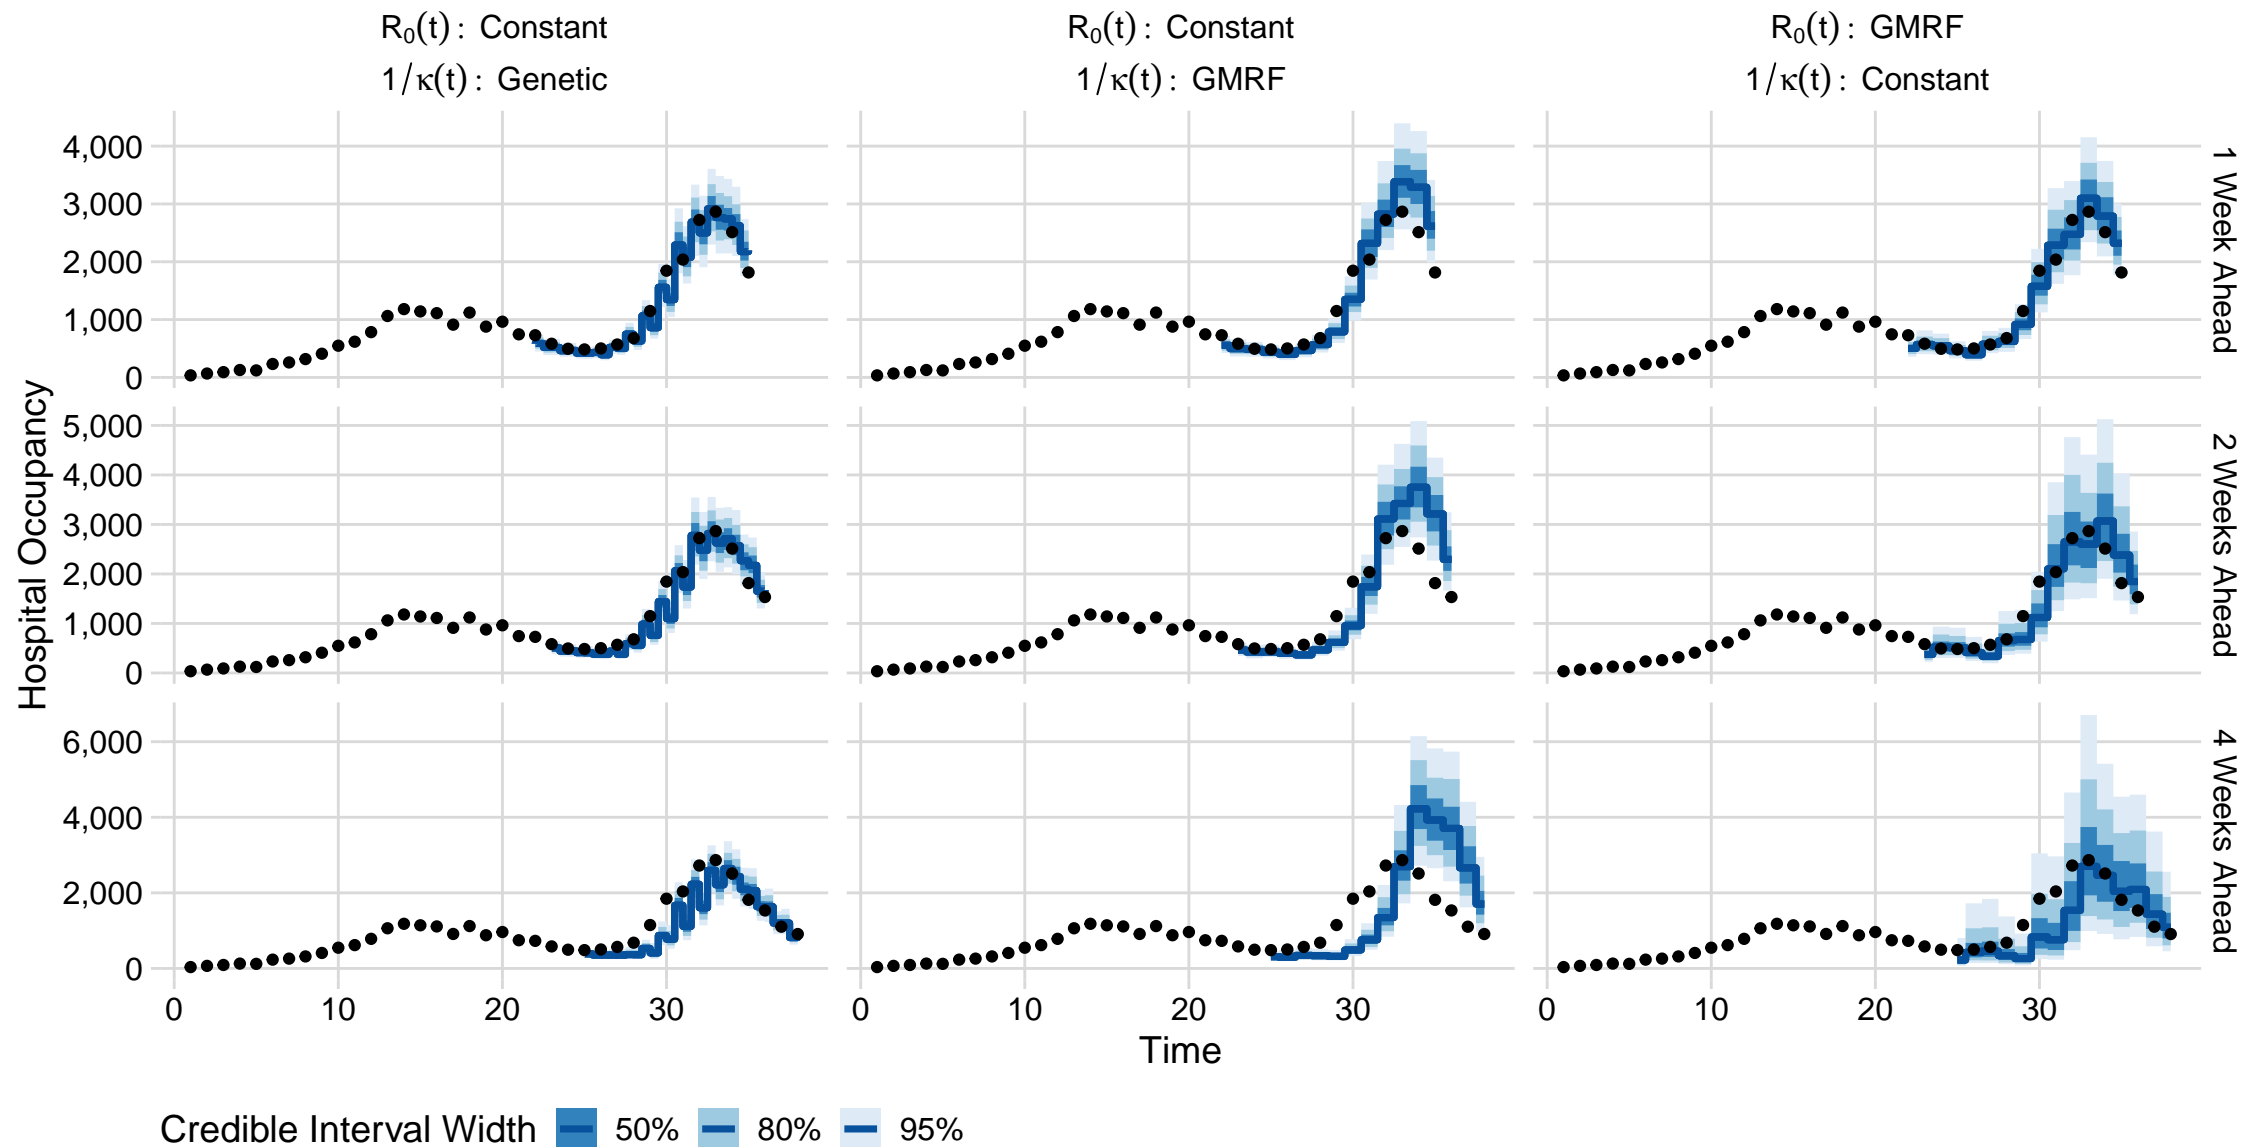 R₀(t) : Constant
1/κ(t) : Genetic
R₀(t) : Constant
1/κ(t) : GMRF
R₀(t) : GMRF
1/κ(t) : Constant
4,000
3,000
2,000
1,000
0
1 Week Ahead
5,000
4,000
3,000
2,000
1,000
0
2 Weeks Ahead
6,000
4,000
2,000
0
4 Weeks Ahead
Hospital Occupancy
0 10 20 30
0 10 20 30
0 10 20 30
Time
Credible Interval Width 50% 80% 95%